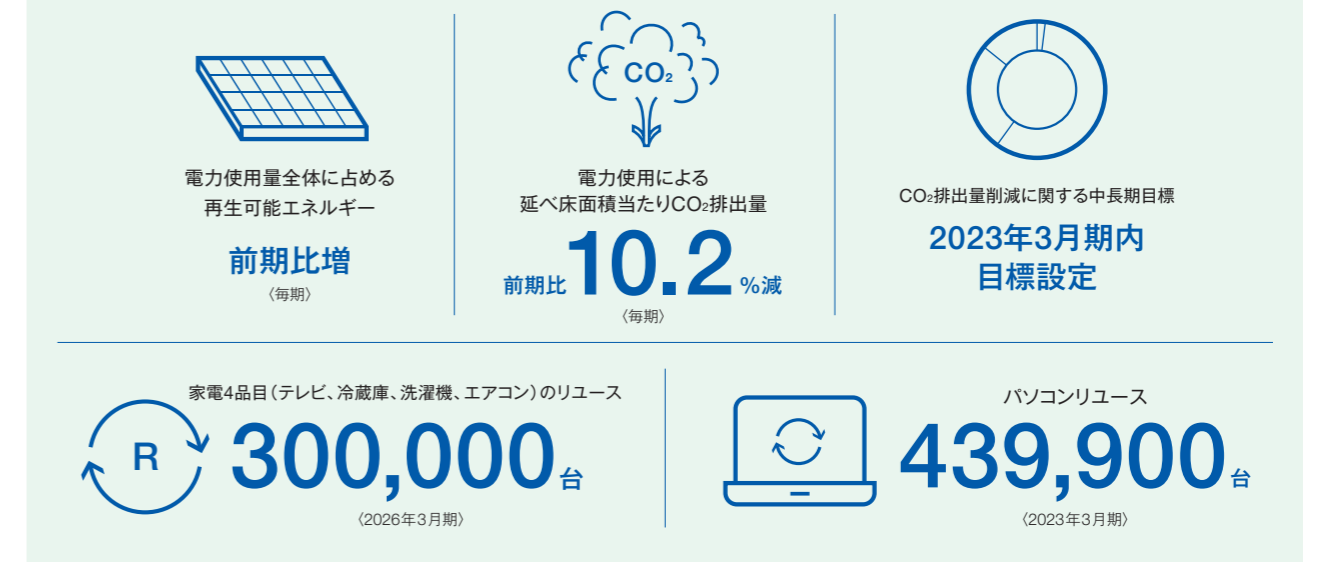 電力使用量全体に占める
再生可能エネルギー
前期比増
〈毎期〉
CO₂
電力使用による
延べ床面積当たりCO₂排出量
前期比10.2%減
〈毎期〉
CO₂排出量削減に関する中長期目標
2023年3月期内
目標設定
家電4品目（テレビ、冷蔵庫、洗濯機、エアコン）のリユース
R
300,000台
〈2026年3月期〉
パソコンリユース
439,900台
〈2023年3月期〉